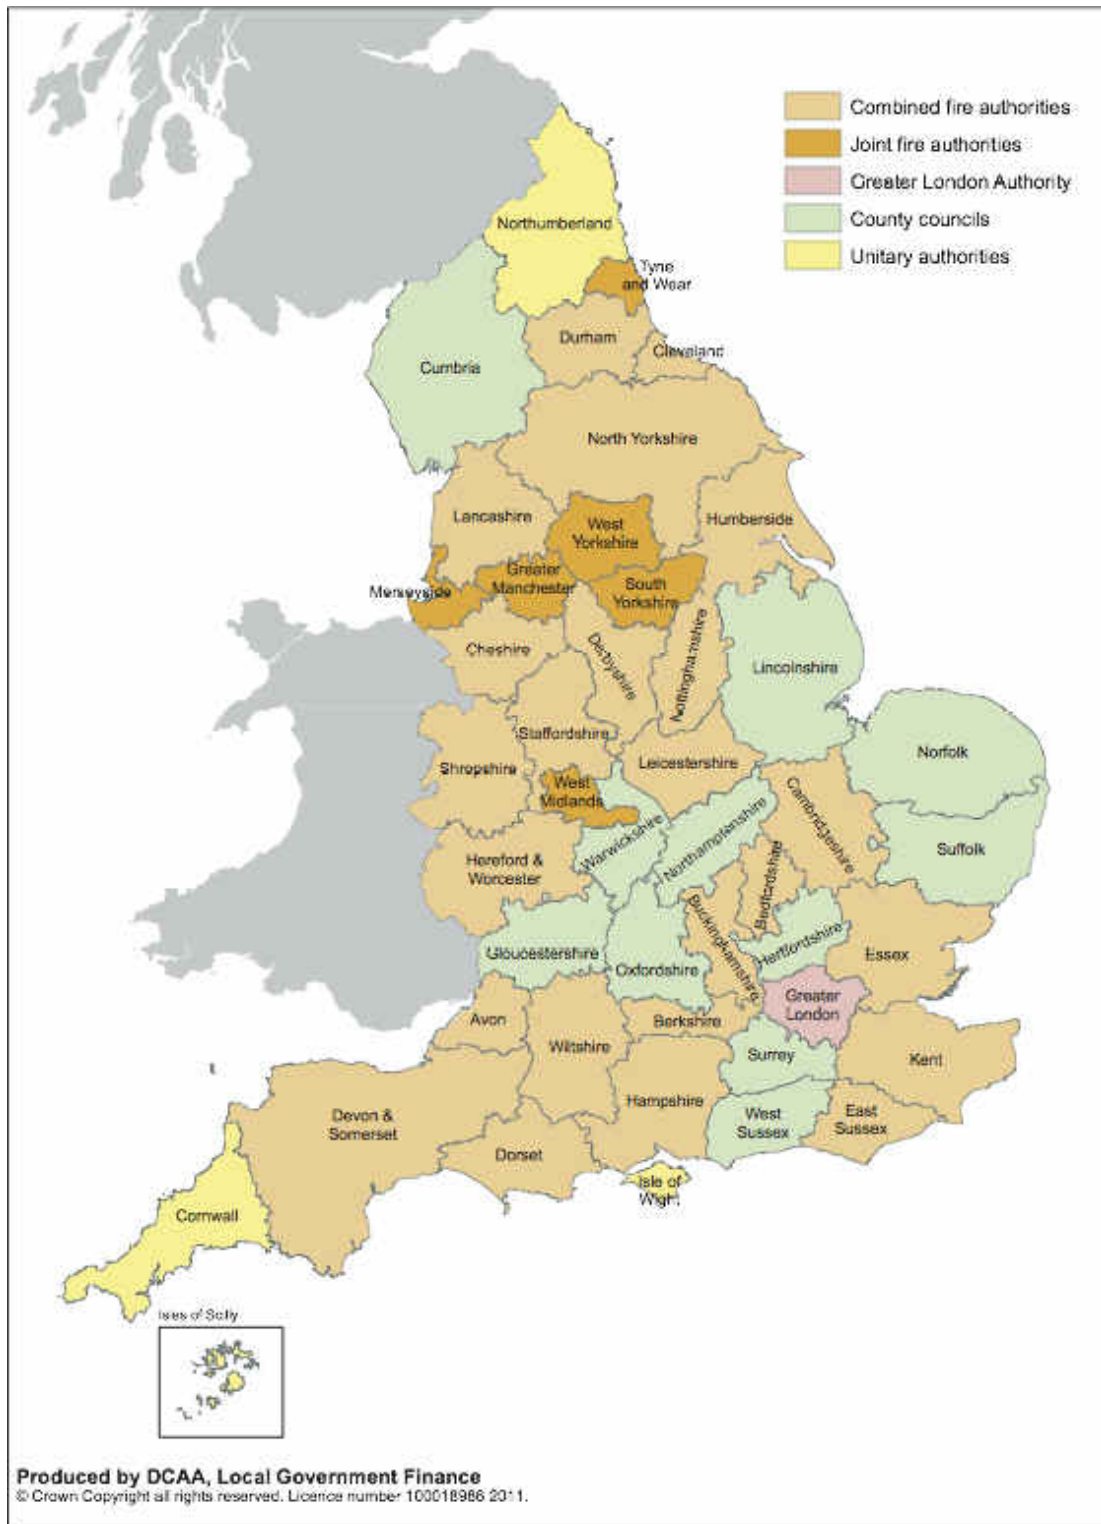 Combined fire authorities
Joint fire authorities
Greater London Authority
County councils
Unitary authorities
Northumberland
Tyne
and Wear
Durham
Cleveland
Cumbria
North Yorkshire
Lancashire
West
Yorkshire
Humberside
Merseyside
Greater
Manchester
South
Yorkshire
Cheshire
Derbyshire
Nottinghamshire
Lincolnshire
Staffordshire
Shropshire
Leicestershire
Norfolk
West
Midlands
Warwickshire
Northamptonshire
Cambridgeshire
Suffolk
Hereford &
Worcester
Bedfordshire
Buckinghamshire
Hertfordshire
Essex
Gloucestershire
Oxfordshire
Greater
London
Avon
Wiltshire
Berkshire
Surrey
Kent
Hampshire
West
Sussex
East
Sussex
Devon &
Somerset
Dorset
Isle of
Wight
Cornwall
Isles of Scilly
Produced by DCAA, Local Government Finance
© Crown Copyright all rights reserved. Licence number 100018986 2011.